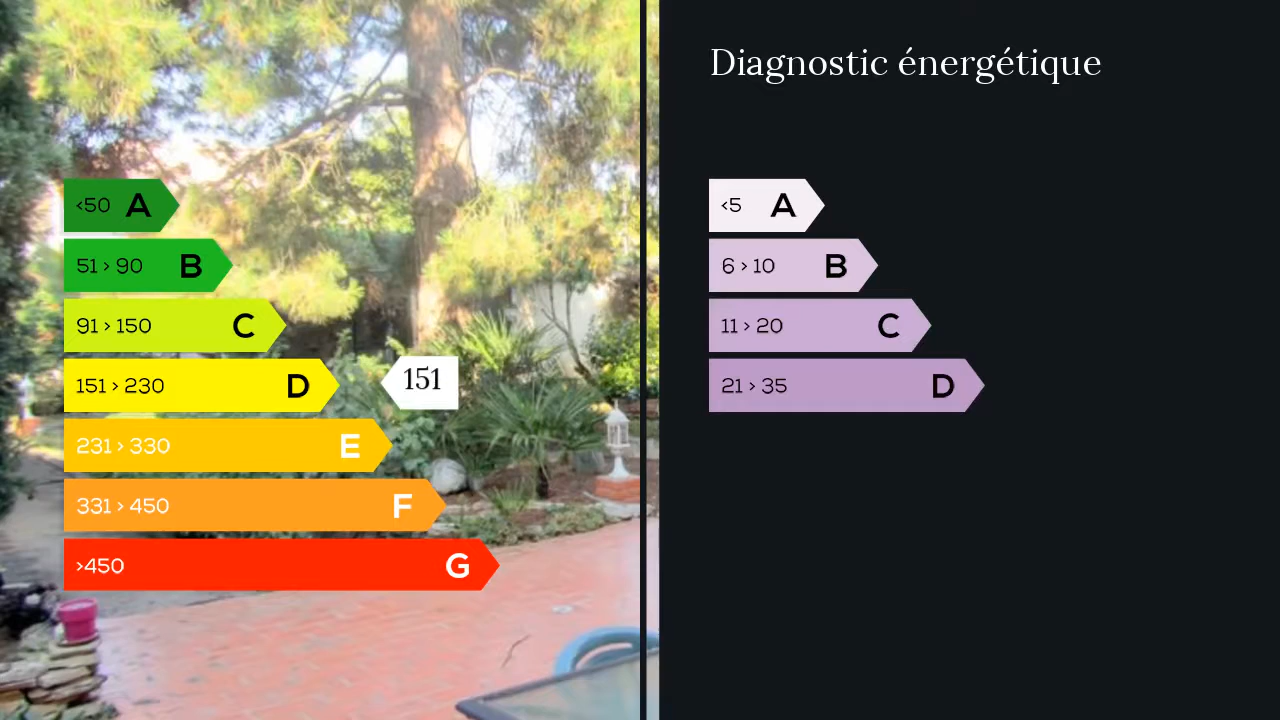 Diagnostic énergétique
<50 A
51 > 90 B
91 > 150 C
151 > 230 D
151
231 > 330 E
331 > 450 F
>450 G
<5 A
6 > 10 B
11 > 20 C
21 > 35 D